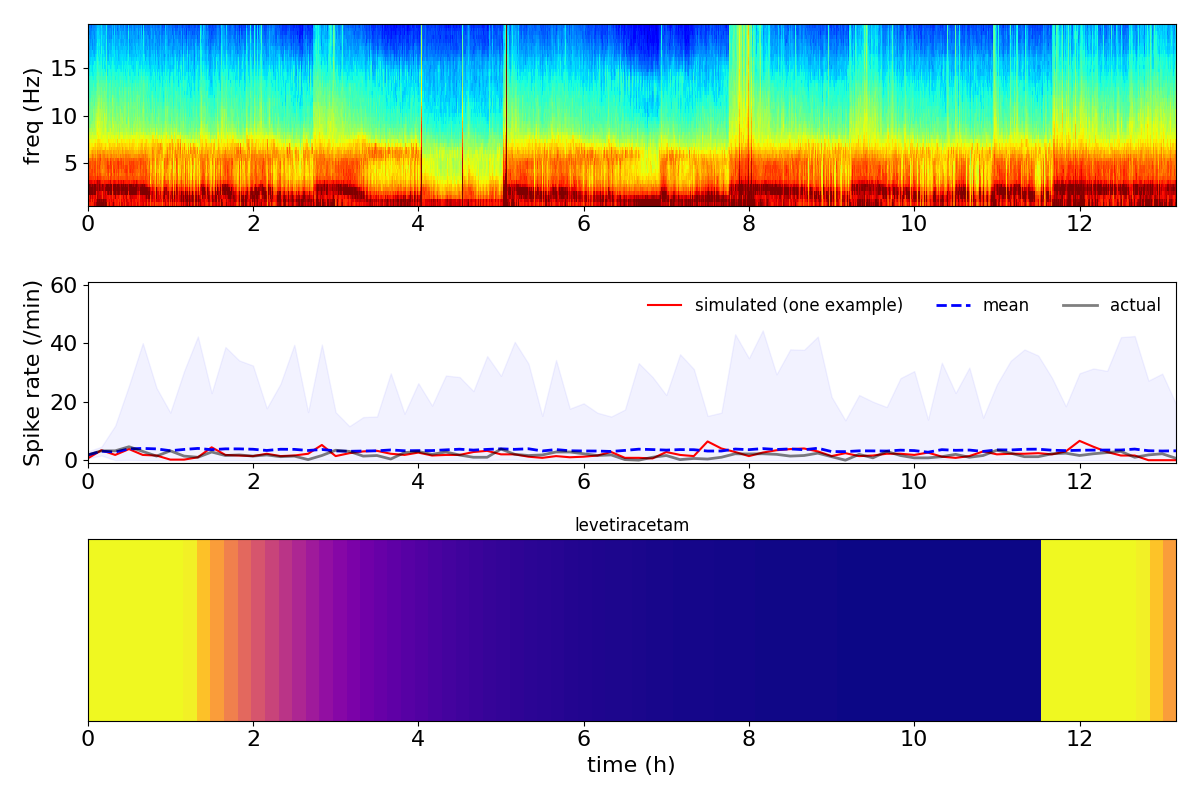 freq (Hz)
15
10
5
0 2 4 6 8 10 12
Spike rate (/min)
60
40
20
0
simulated (one example) mean actual
0 2 4 6 8 10 12
levetiracetam
0 2 4 6 8 10 12
time (h)